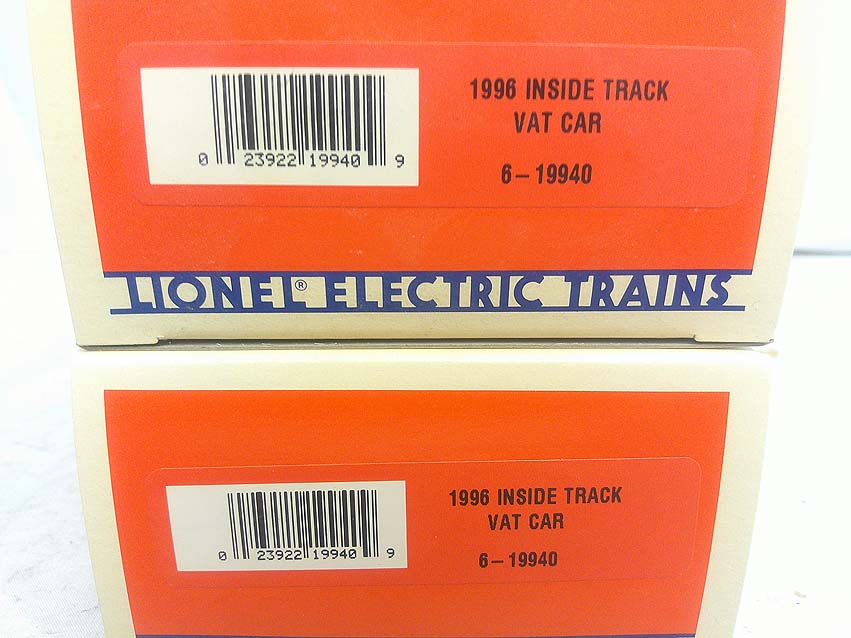 1996 INSIDE TRACK
VAT CAR
6–19940
0 23922 19940 9
LIONEL® ELECTRIC TRAINS
1996 INSIDE TRACK
VAT CAR
6–19940
0 23922 19940 9